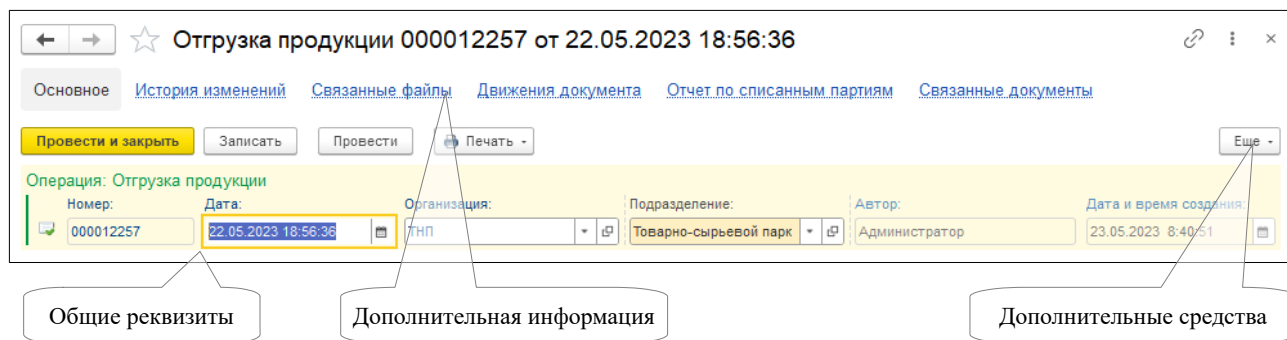 Отгрузка продукции 000012257 от 22.05.2023 18:56:36
Основное История изменений Связанные файлы Движения документа Отчет по списанным партиям Связанные документы
Провести и закрыть Записать Провести Печать Еще
Операция: Отгрузка продукции
Номер: Дата: Организация: Подразделение: Автор: Дата и время создания:
000012257 22.05.2023 18:56:36 ТНП Товарно-сырьевой парк Администратор 23.05.2023 8:40:51
Общие реквизиты Дополнительная информация Дополнительные средства